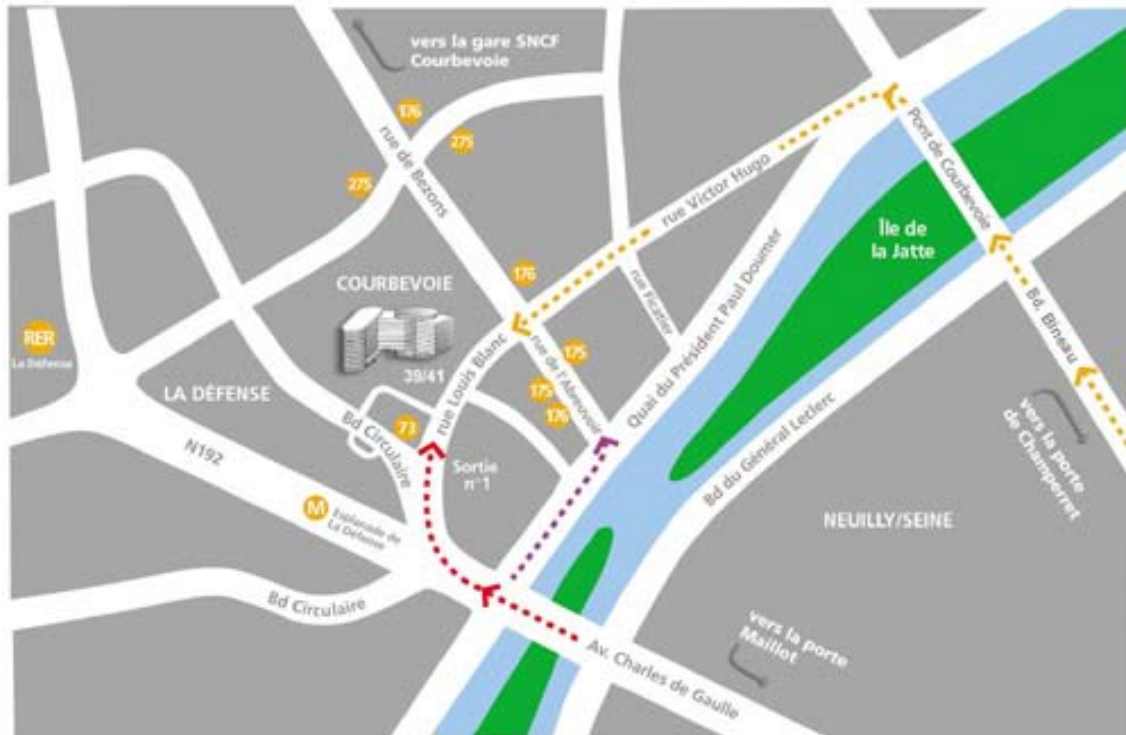 vers la gare SNCF
Courbevoie
176
275
rue de Bezons
275
Pont de Courbevoie
rue Victor Hugo
Île de
la Jatte
COURBEVOIE
176
rue Ficatier
Quai du Président Paul Doumer
Bd. Bineau
RER
La Défense
39/41
rue Louis Blanc
rue de l'Abreuvoir
175
175
176
LA DÉFENSE
Bd Circulaire
73
N192
Sortie
n°1
Bd du Général Leclerc
vers la porte
de Champerret
M
Esplanade de
La Défense
NEUILLY/SEINE
Bd Circulaire
vers la porte
Maillot
Av. Charles de Gaulle